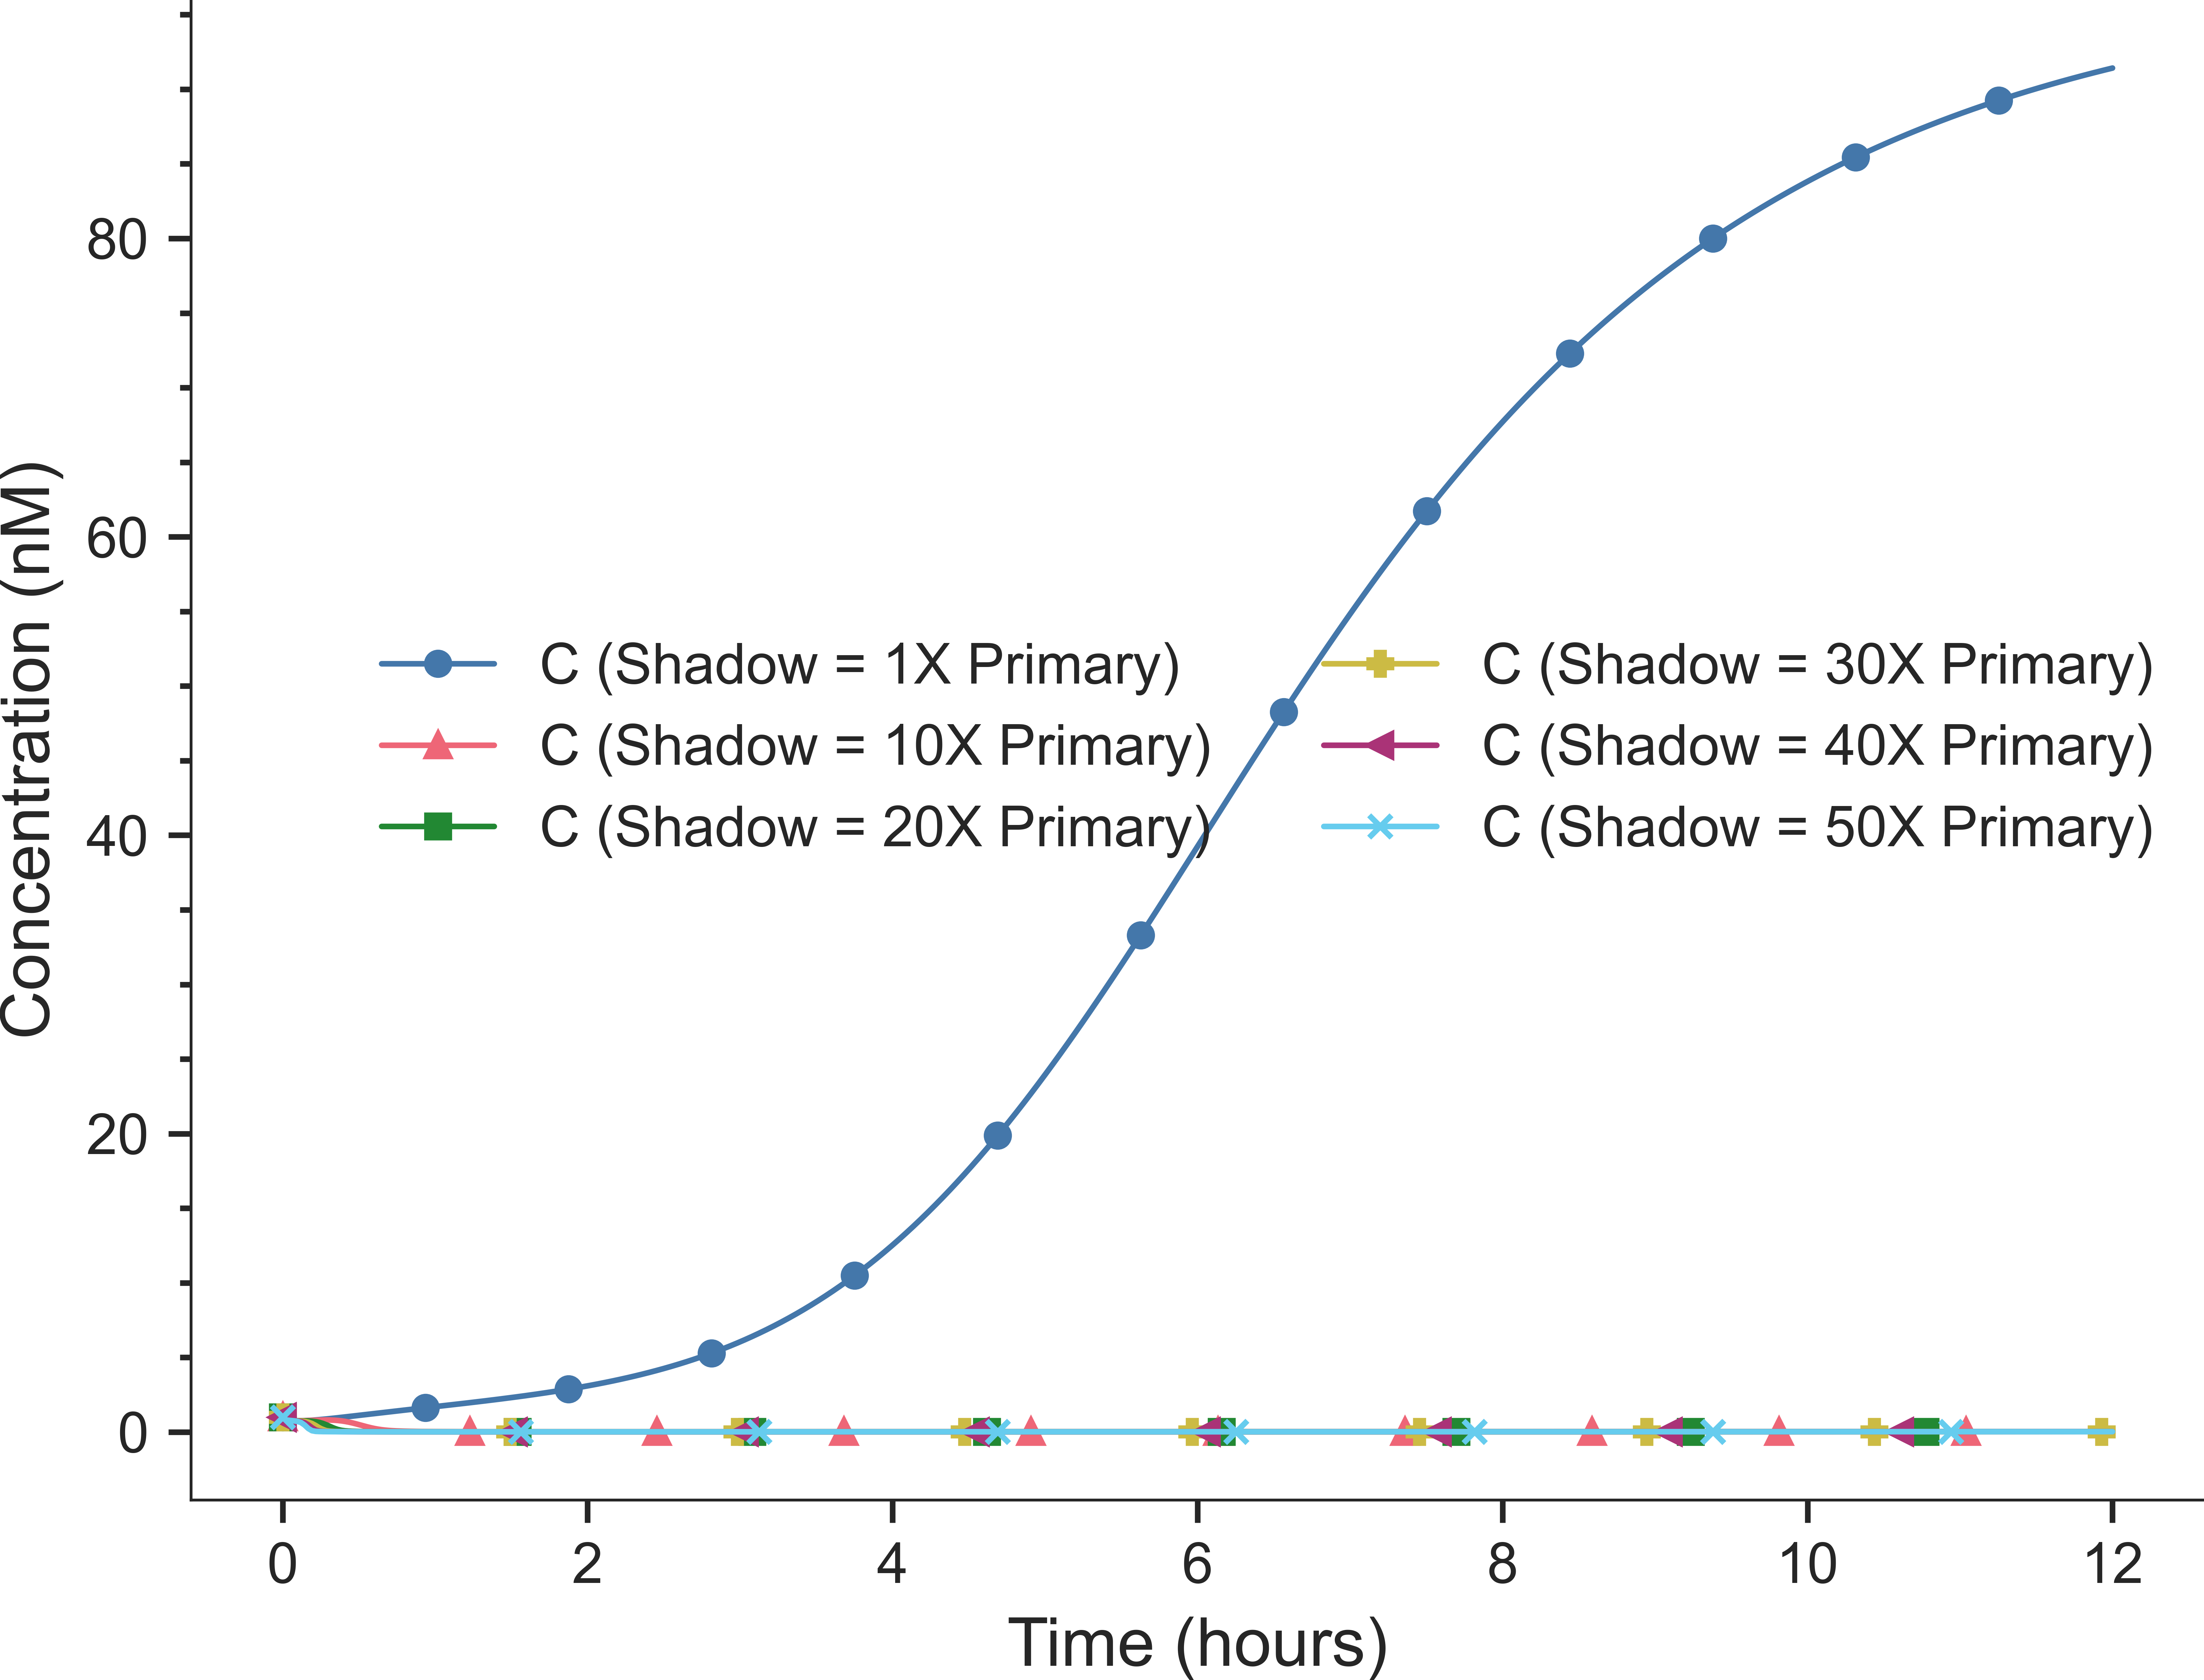 Concentration (nM)
80
60
40
20
0
C (Shadow = 1X Primary)
C (Shadow = 10X Primary)
C (Shadow = 20X Primary)
C (Shadow = 30X Primary)
C (Shadow = 40X Primary)
C (Shadow = 50X Primary)
0 2 4 6 8 10 12
Time (hours)